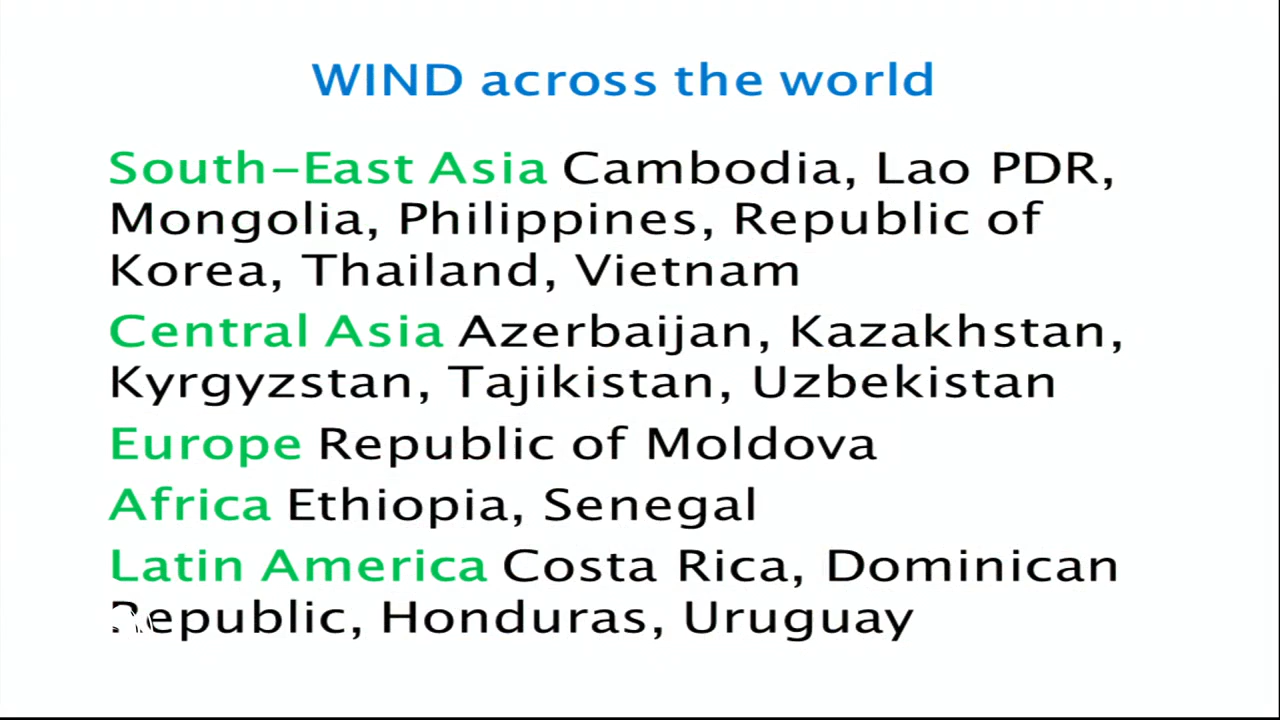 WIND across the world
South-East Asia Cambodia, Lao PDR,
Mongolia, Philippines, Republic of
Korea, Thailand, Vietnam
Central Asia Azerbaijan, Kazakhstan,
Kyrgyzstan, Tajikistan, Uzbekistan
Europe Republic of Moldova
Africa Ethiopia, Senegal
Latin America Costa Rica, Dominican
Republic, Honduras, Uruguay